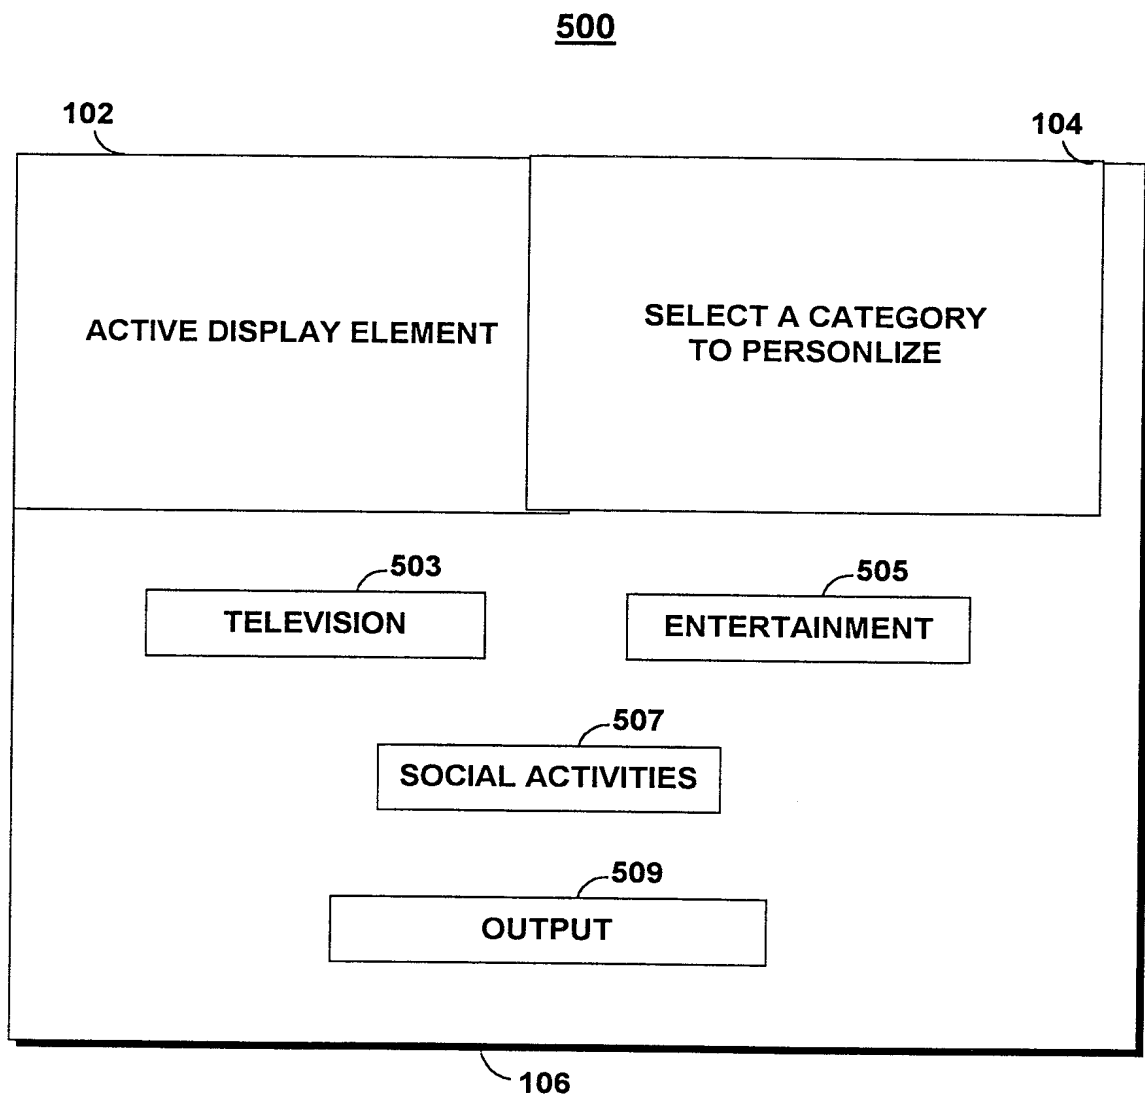 500
102
104
ACTIVE DISPLAY ELEMENT
SELECT A CATEGORY
TO PERSONLIZE
503
505
TELEVISION
ENTERTAINMENT
507
SOCIAL ACTIVITIES
509
OUTPUT
106